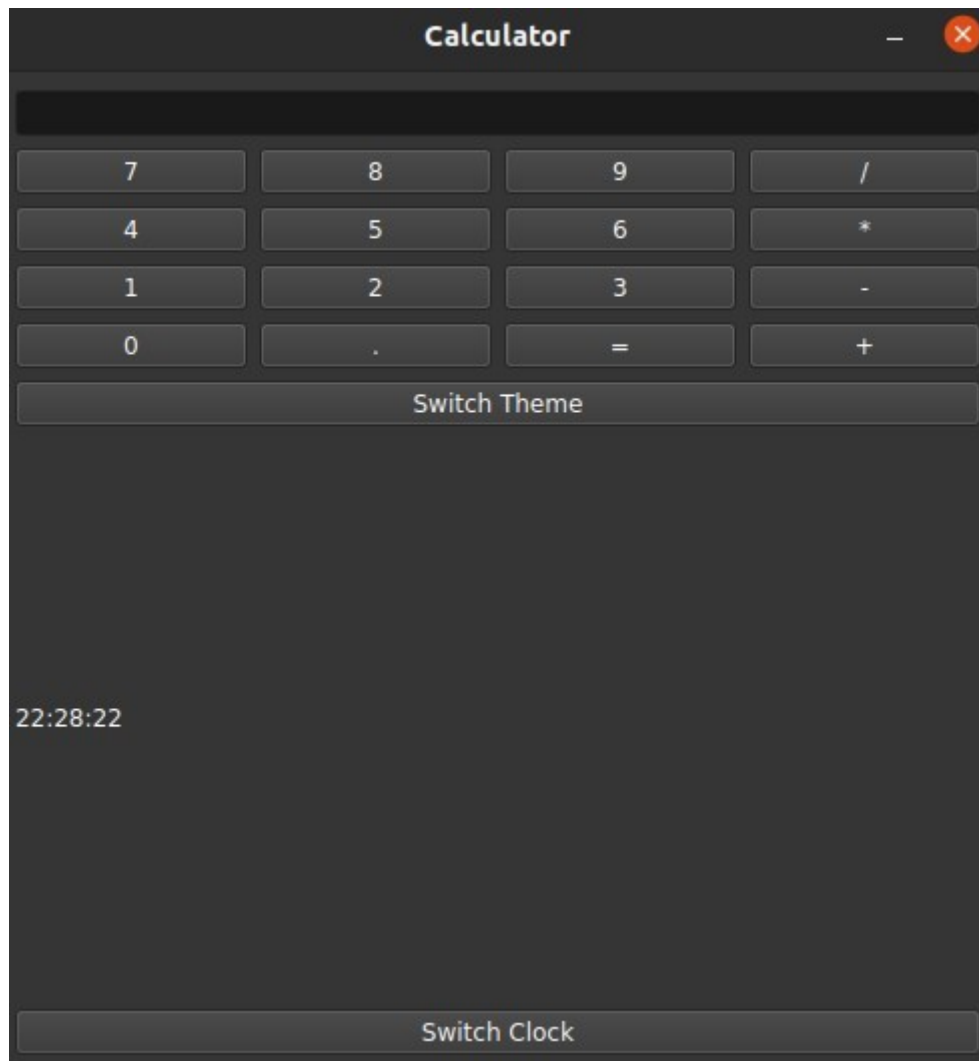 Calculator
7 8 9 /
4 5 6 *
1 2 3 -
0 . = +
Switch Theme
22:28:22
Switch Clock